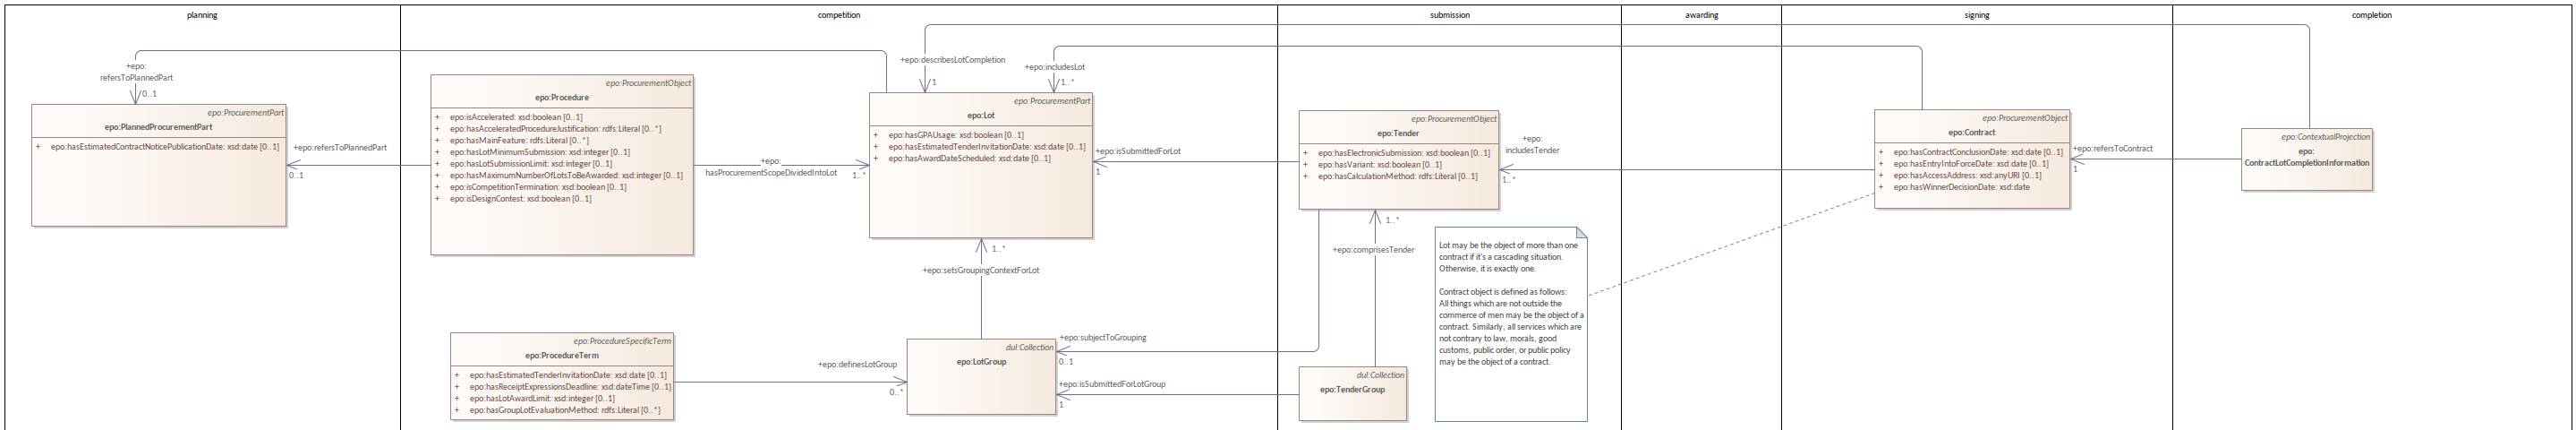 planning
competition
submission
awarding
signing
completion
+epo:
refersToPlannedPart
0..1
epo:ProcurementPart
epo:PlannedProcurementPart
+ epo:hasEstimatedContractNoticePublicationDate: xsd:date [0..1]
+epo:refersToPlannedPart
0..1
epo:ProcurementObject
epo:Procedure
+ epo:isAccelerated: xsd:boolean [0..1]
+ epo:hasAcceleratedProcedureJustification: rdfs:Literal [0..*]
+ epo:hasMainFeature: rdfs:Literal [0..*]
+ epo:hasLotMinimumSubmission: xsd:integer [0..1]
+ epo:hasLotSubmissionLimit: xsd:integer [0..1]
+ epo:hasMaximumNumberOfLotsToBeAwarded: xsd:integer [0..1]
+ epo:isCompetitionTermination: xsd:boolean [0..1]
+ epo:isDesignContest: xsd:boolean [0..1]
+epo:
hasProcurementScopeDividedIntoLot
1..*
+epo:describesLotCompletion
1
+epo:includesLot
1..*
epo:ProcurementPart
epo:Lot
+ epo:hasGPAUsage: xsd:boolean [0..1]
+ epo:hasEstimatedTenderInvitationDate: xsd:date [0..1]
+ epo:hasAwardDateScheduled: xsd:date [0..1]
+epo:isSubmittedForLot
1
epo:ProcurementObject
epo:Tender
+ epo:hasElectronicSubmission: xsd:boolean [0..1]
+ epo:hasVariant: xsd:boolean [0..1]
+ epo:hasCalculationMethod: rdfs:Literal [0..1]
+epo:
includesTender
1..*
epo:ProcurementObject
epo:Contract
+ epo:hasContractConclusionDate: xsd:date [0..1]
+ epo:hasEntryIntoForceDate: xsd:date [0..1]
+ epo:hasAccessAddress: xsd:anyURI [0..1]
+ epo:hasWinnerDecisionDate: xsd:date
+epo:refersToContract
1
epo:ContextualProjection
epo:
ContractLotCompletionInformation
1..*
+epo:setsGroupingContextForLot
1..*
+epo:comprisesTender
Lot may be the object of more than one
contract if it's a cascading situation.
Otherwise, it is exactly one.
Contract object is defined as follows:
All things which are not outside the
commerce of men may be the object of a
contract. Similarly, all services which are
not contrary to law, morals, good
customs, public order, or public policy
may be the object of a contract.
epo:ProcedureSpecificTerm
epo:ProcedureTerm
+ epo:hasEstimatedTenderInvitationDate: xsd:date [0..1]
+ epo:hasReceiptExpressionsDeadline: xsd:dateTime [0..1]
+ epo:hasLotAwardLimit: xsd:integer [0..1]
+ epo:hasGroupLotEvaluationMethod: rdfs:Literal [0..*]
+epo:definesLotGroup
0..*
dul:Collection
epo:LotGroup
+epo:subjectToGrouping
0..1
+epo:isSubmittedForLotGroup
1
dul:Collection
epo:TenderGroup